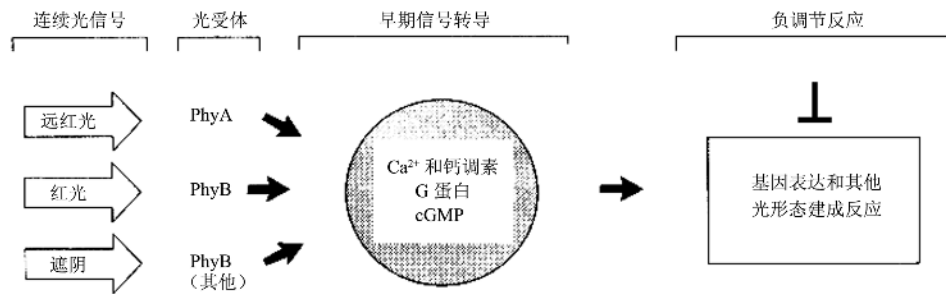 连续光信号 光受体 早期信号转导 负调节反应
远红光 PhyA
红光 PhyB
遮阴 PhyB
（其他）
Ca²⁺ 和钙调素
G 蛋白
cGMP
基因表达和其他
光形态建成反应